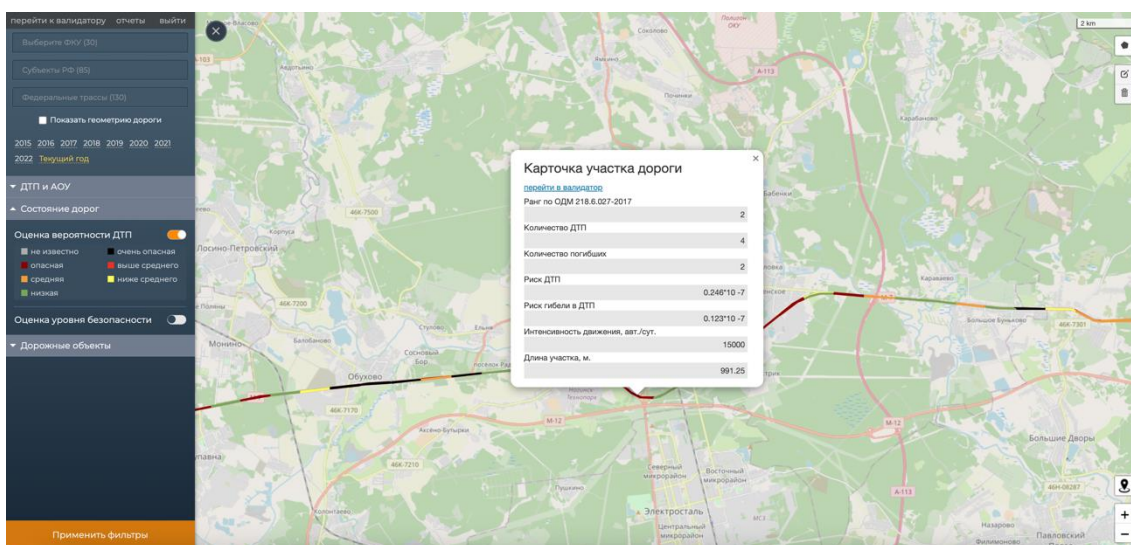 перейти к валидатору отчеты выйти
Выберите ФКУ (30)
Субъекты РФ (85)
Федеральные трассы (130)
Показать геометрию дороги
2015 2016 2017 2018 2019 2020 2021
2022 Текущий год
ДТП и АОУ
Состояние дорог
Оценка вероятности ДТП
не известно очень опасная
опасная выше среднего
средняя ниже среднего
низкая
Оценка уровня безопасности
Дорожные объекты
Применить фильтры
Карточка участка дороги
перейти в валидатор
Ранг по ОДМ 218.6.027-2017
2
Количество ДТП
4
Количество погибших
2
Риск ДТП
0.246*10 -7
Риск гибели в ДТП
0.123*10 -7
Интенсивность движения, авт./сут.
15000
Длина участка, м.
991.25
2 km
Соколово
А-113
Починки
Карабаново
46К-7500
Лосино-Петровский
Караваево
М-7
Большое Буньково
46К-7301
46К-7200
Монино
Балобаново
Ступово
Сосновый
Бор
Обухово
46К-7170
Аксёно-Бутырки
М-12
М-12
Большие Дворы
46К-7210
Северный
микрорайон
Восточный
микрорайон
Пушкино
А-113
46Н-08287
Электросталь
Центральный
микрорайон
Назарово
Филимоново
Павловский
+
−